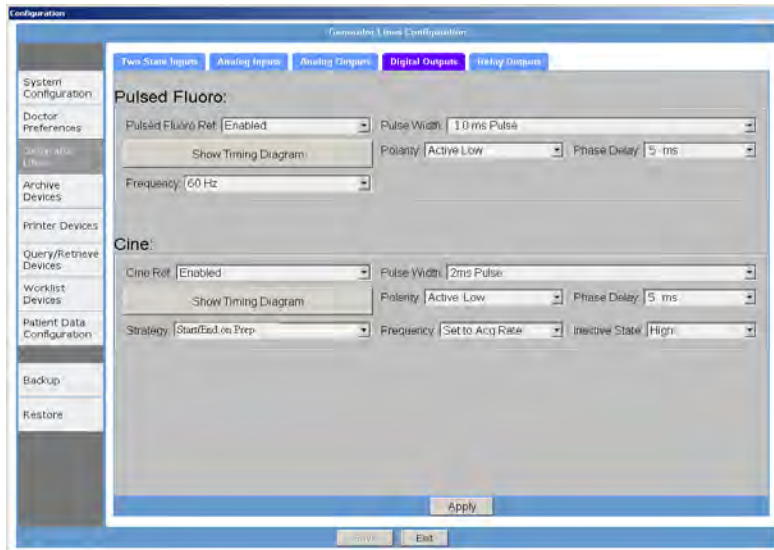 Configuration
Generator Lines Configuration
Two State Inputs
Analog Inputs
Analog Outputs
Digital Outputs
Relay Outputs
System
Configuration
Doctor
Preferences
Generator
Lines
Archive
Devices
Printer Devices
Query/Retrieve
Devices
Worklist
Devices
Patient Data
Configuration
Backup
Restore
Pulsed Fluoro:
Pulsed Fluoro Ref: Enabled
Pulse Width:
Show Timing Diagram
Polarity: Active Low
Phase Delay: 5 ms
Frequency: 60 Hz
Cine:
Cine Ref: Enabled
Pulse Width: 2ms Pulse
Show Timing Diagram
Polarity: Active Low
Phase Delay: 5 ms
Strategy: Start/End on Prep
Frequency: Set to Acq Rate
Inactive State: High
Apply
Save
Exit